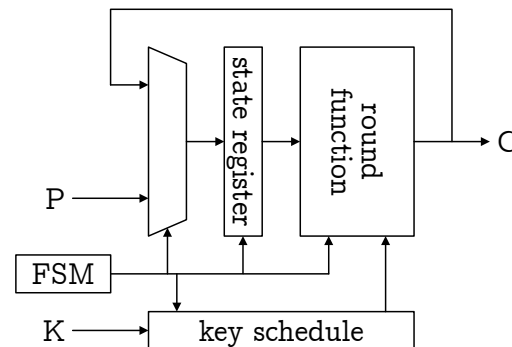 state register
round
function
C
P
FSM
K
key schedule